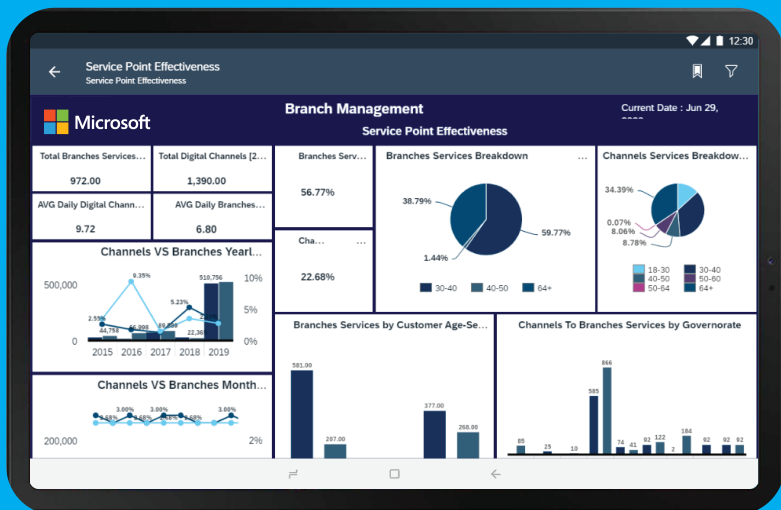 12:30
Service Point Effectiveness
Service Point Effectiveness
Microsoft
Branch Management
Current Date : Jun 29,
Service Point Effectiveness
Total Branches Services...
972.00
Total Digital Channels [2...
1,390.00
AVG Daily Digital Chann...
9.72
AVG Daily Branches...
6.80
Branches Serv...
56.77%
Cha... ...
22.68%
Branches Services Breakdown ...
38.79%
59.77%
1.44%
30-40 40-50 64+
Channels Services Breakdow...
34.39%
0.07%
8.06%
8.78%
18-30 30-40
40-50 50-60
50-64 64+
Channels VS Branches Yearl...
500,000
0
10%
5%
0%
9.35%
510,756
5.23%
2.55%
44,798
2015 2016 2017 2018 2019
Channels VS Branches Month...
3.00% 3.00% 3.00%
200,000
2%
Branches Services by Customer Age-Se...
581.00
207.00
377.00
260.00
Channels To Branches Services by Governorate
85 25 10 585 866 74 41 92 122 2 184 92 92 92